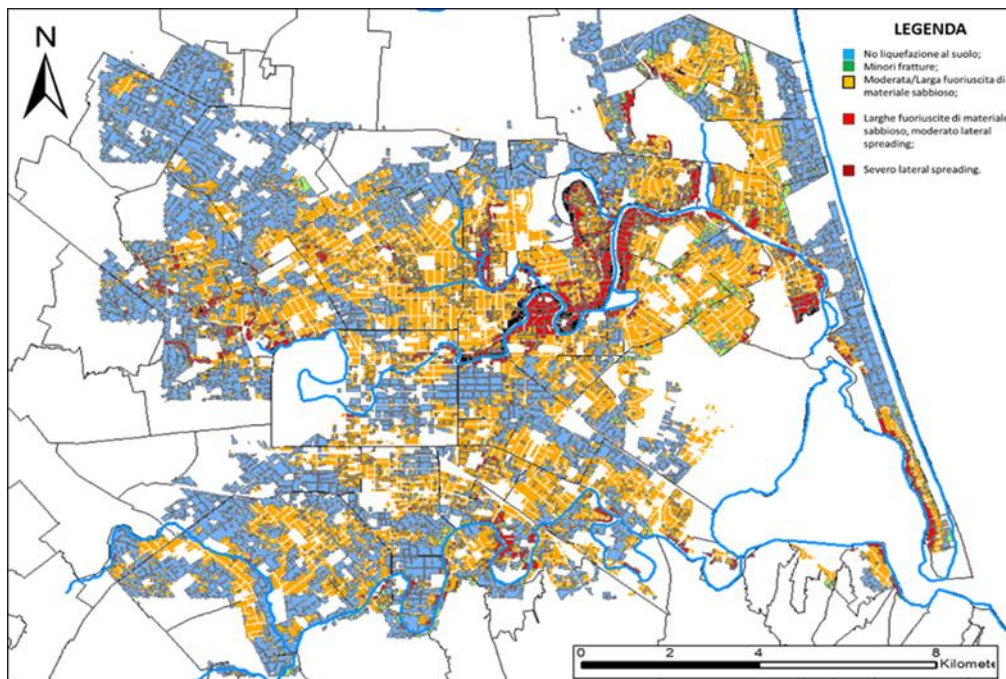 N
LEGENDA
No liquefazione al suolo;
Minori fratture;
Moderata/Larga fuoriuscita di
materiale sabbioso;
Larghe fuoriuscite di materiale
sabbioso, moderato lateral
spreading;
Severo lateral spreading.
0 2 4 8
Kilomete